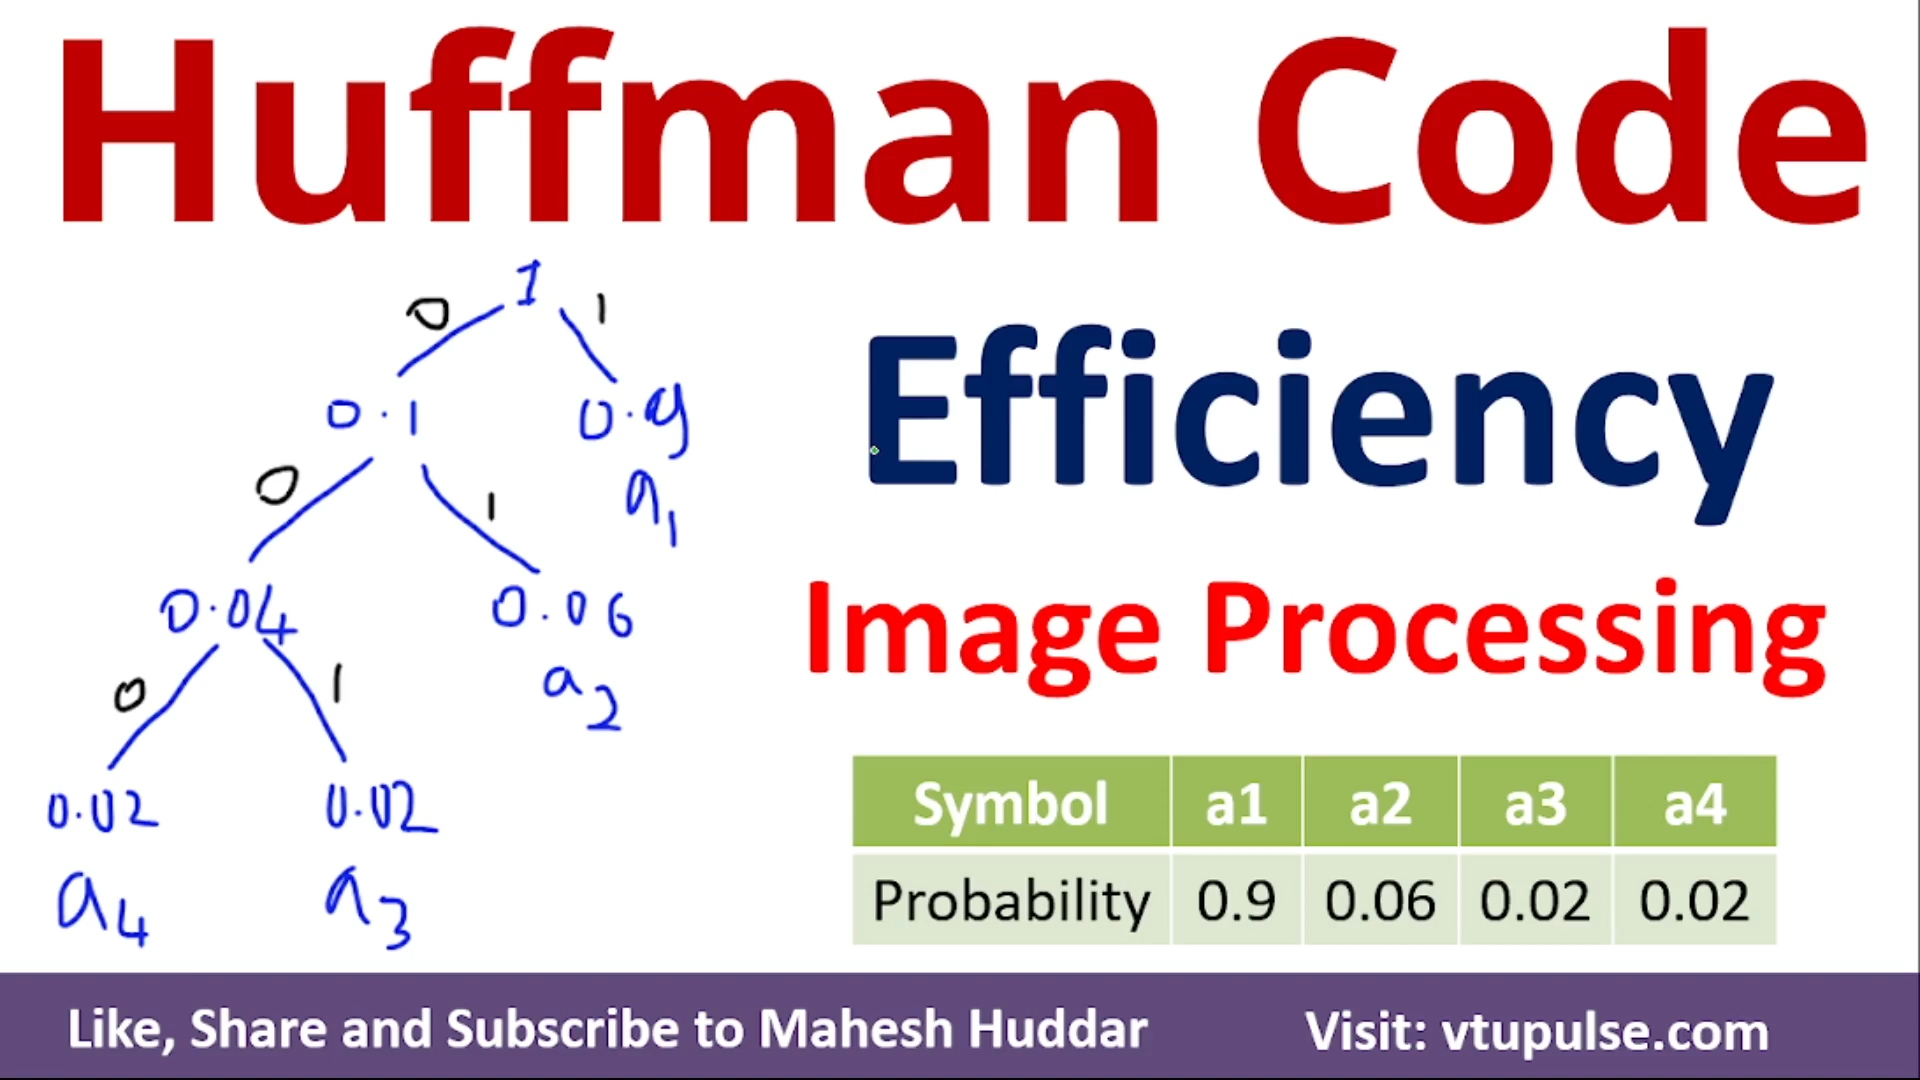 Huffman Code
Efficiency
Image Processing
1
0 1
0.1 0.9
a1
0 1
0.04 0.06
a2
0 1
0.02 0.02
a4 a3
Symbol a1 a2 a3 a4
Probability 0.9 0.06 0.02 0.02
Like, Share and Subscribe to Mahesh Huddar Visit: vtupulse.com